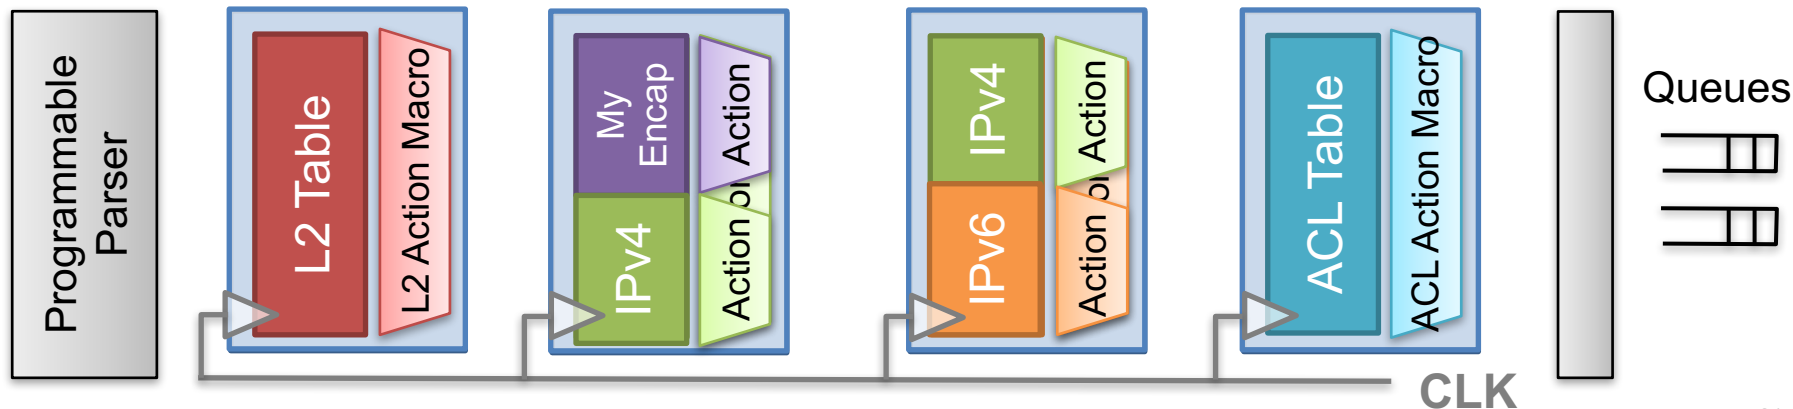 Programmable
Parser
L2 Table
L2 Action Macro
My
Encap
IPv4
Action
Action
IPv4
IPv6
Action
Action
ACL Table
ACL Action Macro
Queues
CLK